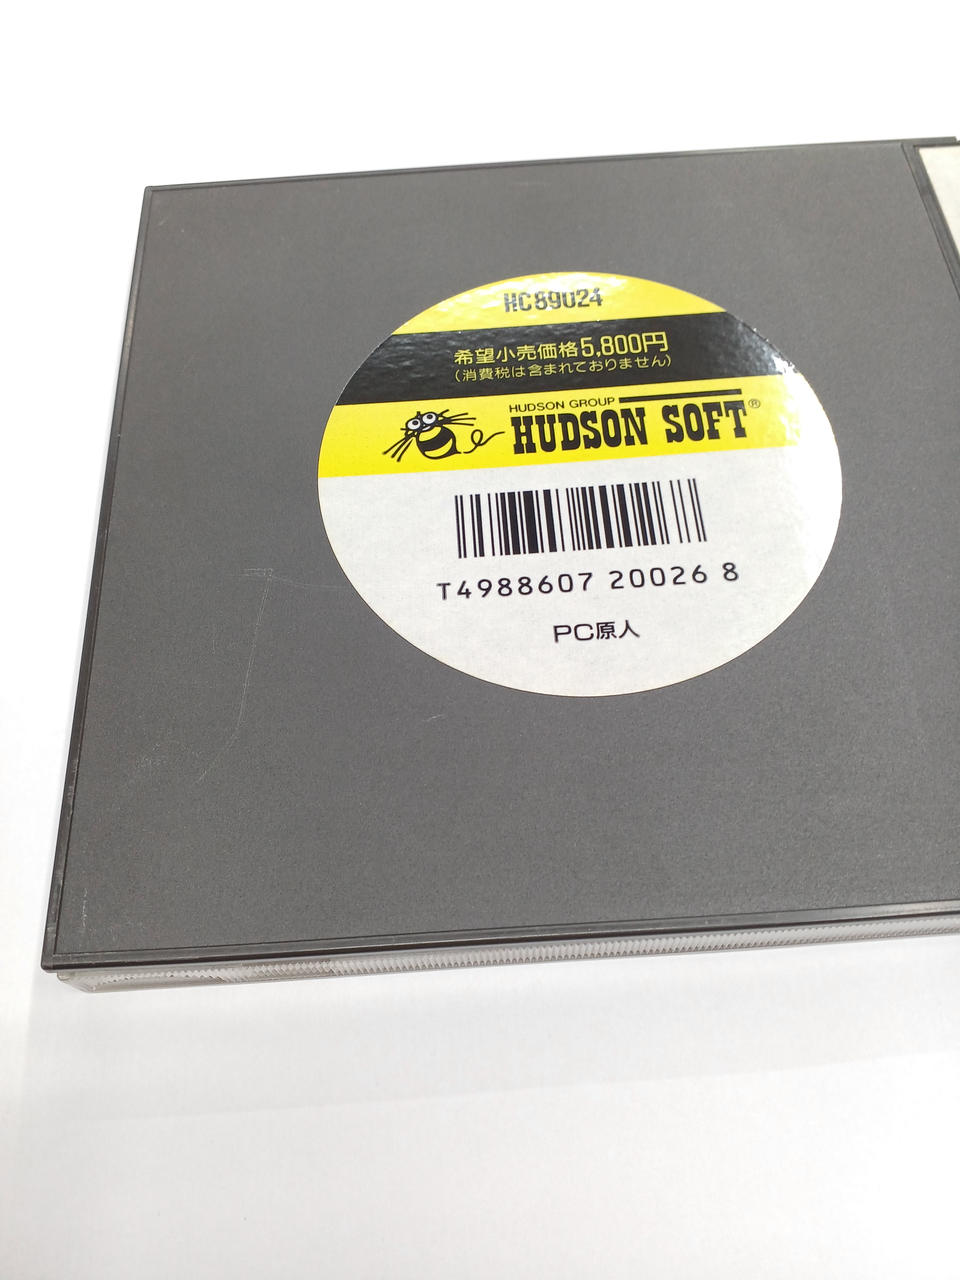 HC89024
希望小売価格5,800円
(消費税は含まれておりません)
HUDSON GROUP
HUDSON SOFT®
T4988607 20026 8
PC原人